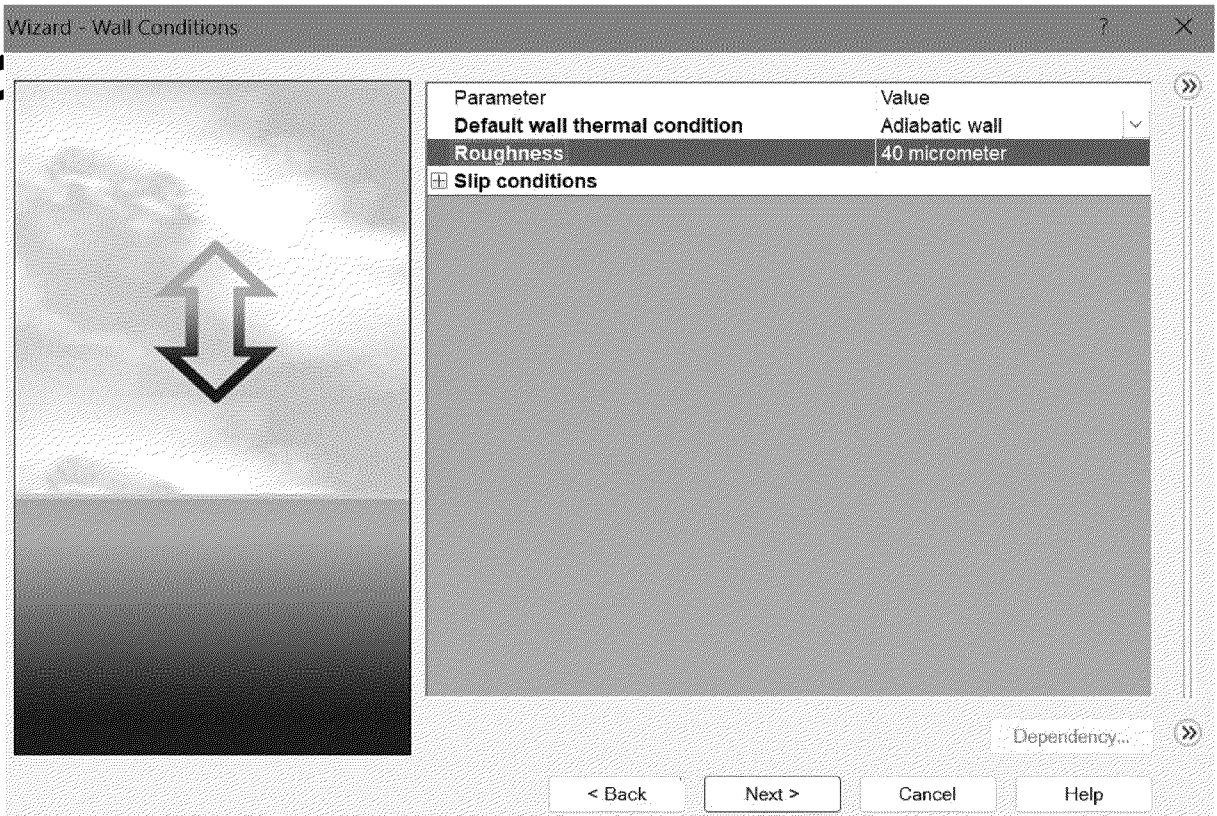 Wizard - Wall Conditions ?
Parameter Value
Default wall thermal condition Adiabatic wall
Roughness 40 micrometer
Slip conditions
Dependency...
< Back Next > Cancel Help